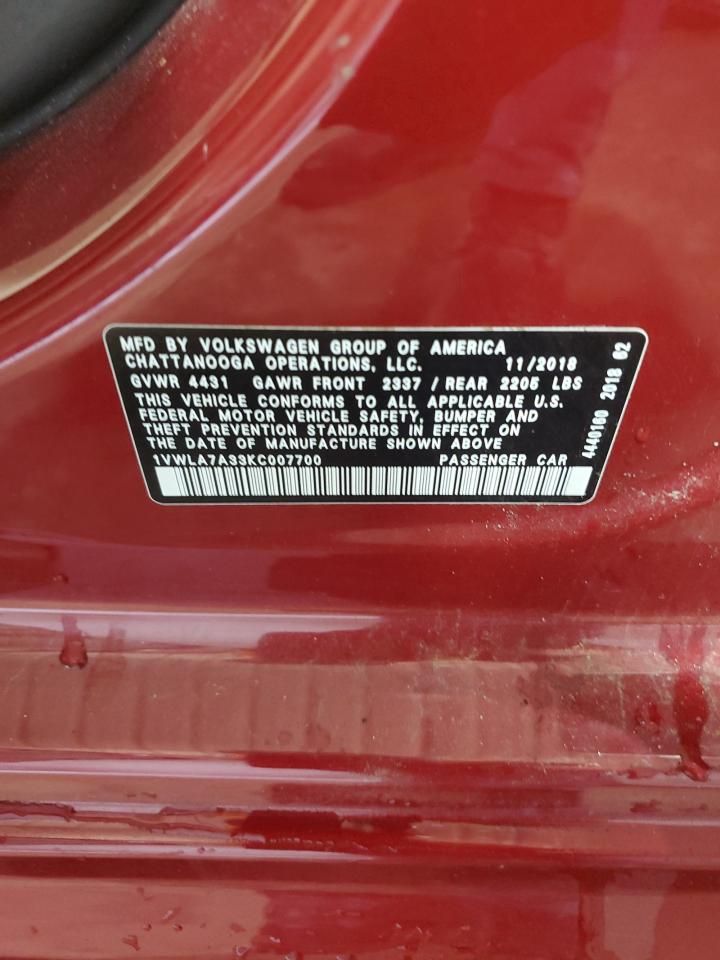 MFD BY VOLKSWAGEN GROUP OF AMERICA
CHATTANOOGA OPERATIONS, LLC. 11/2018
GVWR 4431 GAWR FRONT 2337 / REAR 2205 LBS
THIS VEHICLE CONFORMS TO ALL APPLICABLE U.S.
FEDERAL MOTOR VEHICLE SAFETY, BUMPER AND
THEFT PREVENTION STANDARDS IN EFFECT ON
THE DATE OF MANUFACTURE SHOWN ABOVE
1VWLA7A33KC007700 PASSENGER CAR
4440160 2018 62